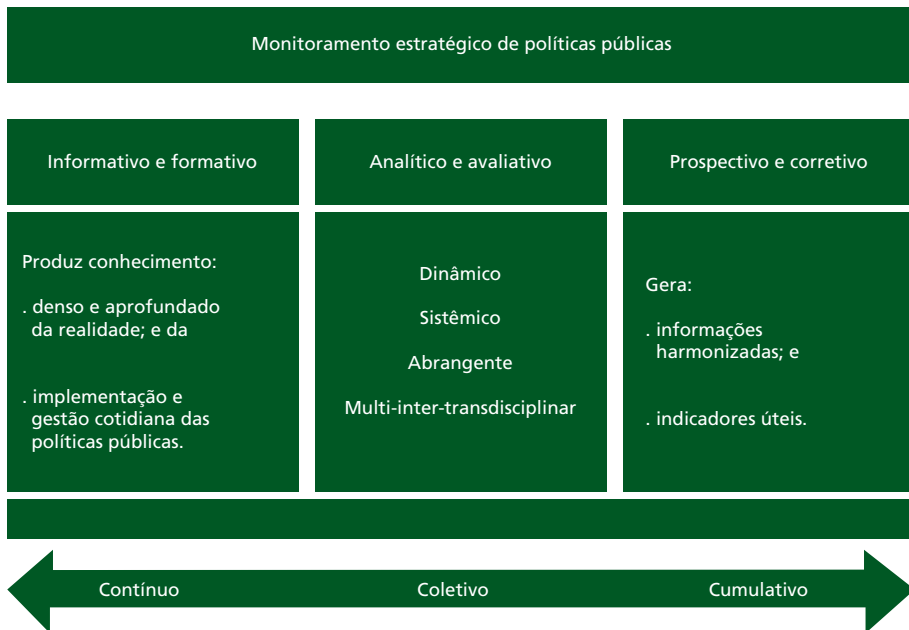 Monitoramento estratégico de políticas públicas
Informativo e formativo
Analítico e avaliativo
Prospectivo e corretivo
Produz conhecimento:
. denso e aprofundado
da realidade; e da
. implementação e
gestão cotidiana das
políticas públicas.
Dinâmico
Sistêmico
Abrangente
Multi-inter-transdisciplinar
Gera:
. informações
harmonizadas; e
. indicadores úteis.
Contínuo
Coletivo
Cumulativo